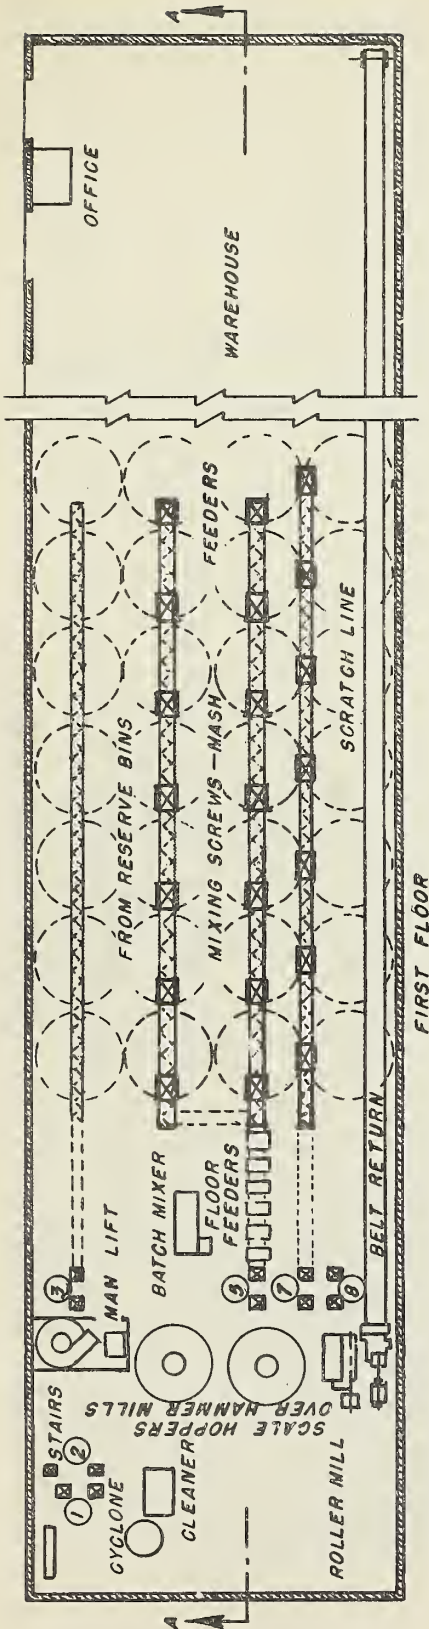 A
A
STAIRS
1
2
CYCLONE
CLEANER
ROLLER MILL
SCALE HOPPERS
OVER HAMMER MILLS
3
MAN LIFT
BATCH MIXER
FLOOR
FEEDERS
5
7
8
BELT RETURN
FROM RESERVE BINS
MIXING SCREWS-MASH
FEEDERS
SCRATCH LINE
WAREHOUSE
OFFICE
FIRST FLOOR